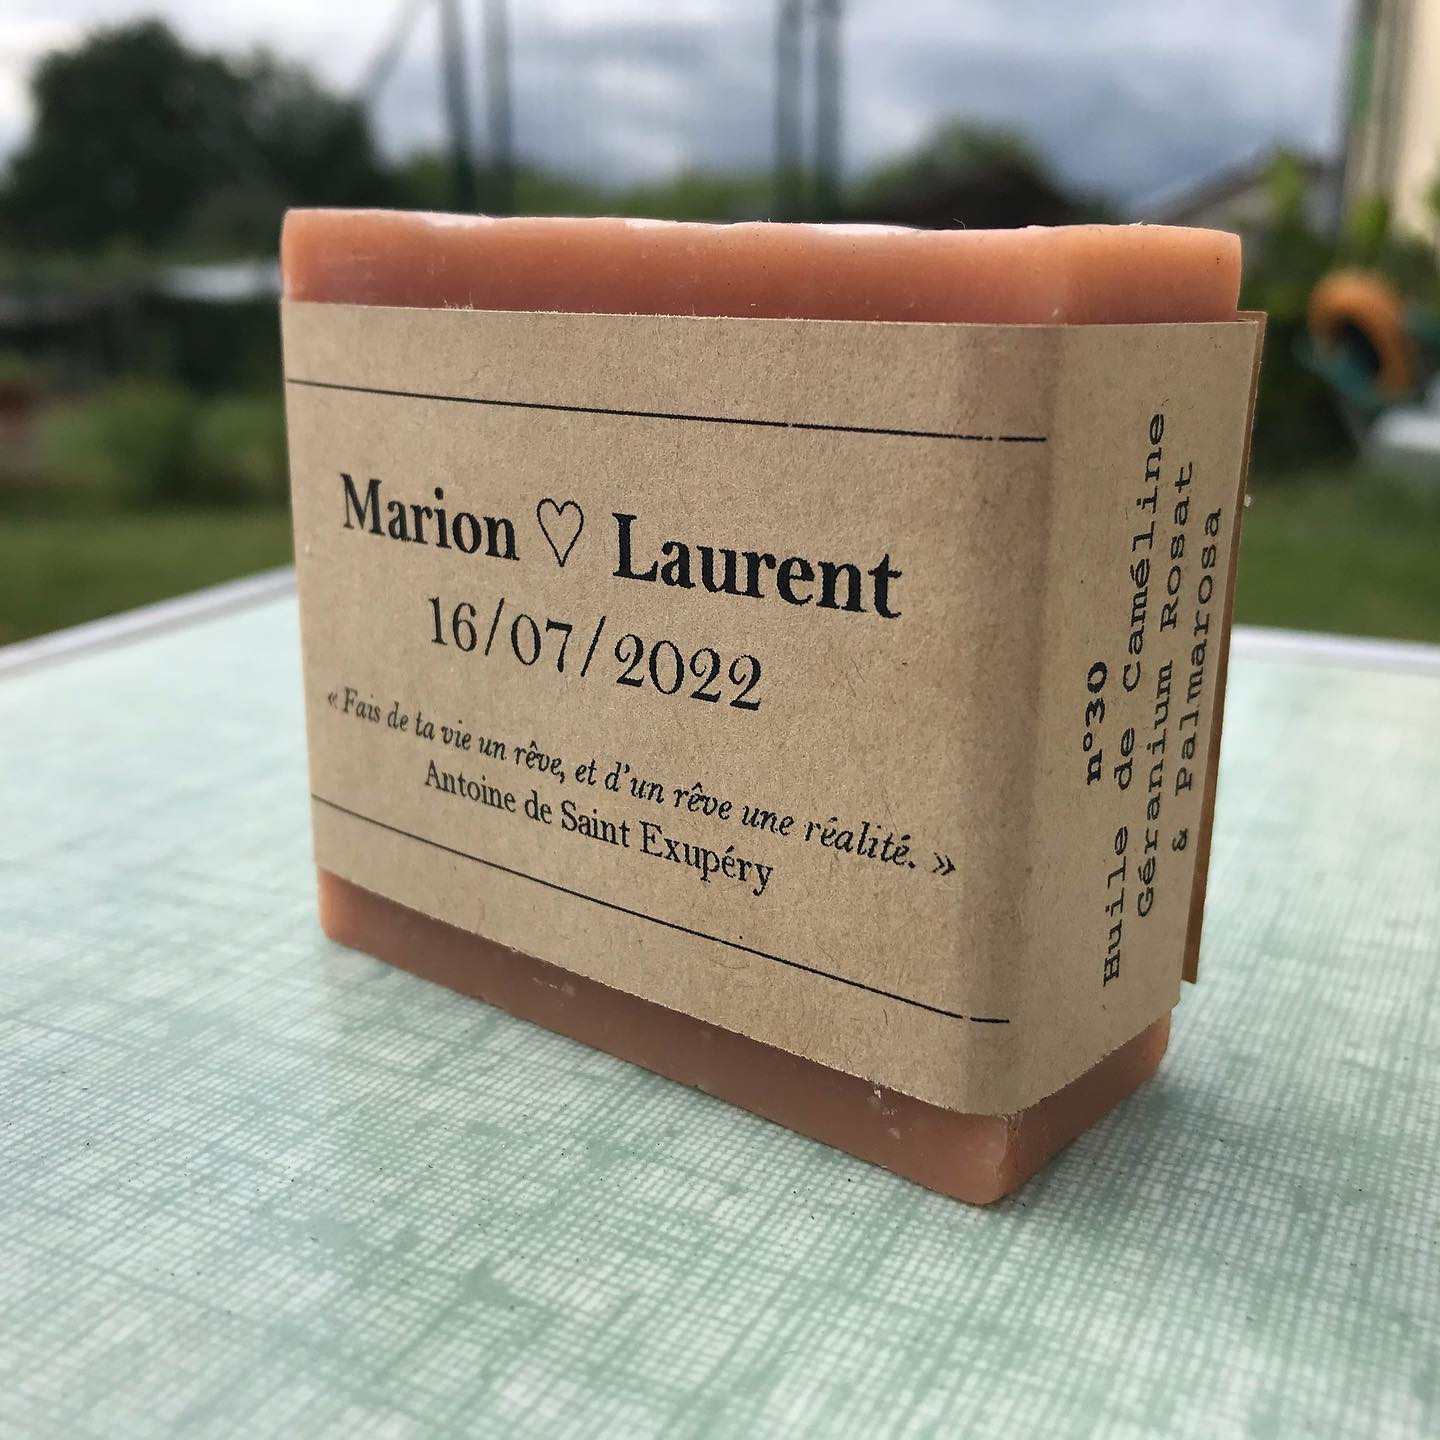 Marion ♡ Laurent
16/07/2022
« Fais de ta vie un rêve, et d'un rêve une réalité. »
Antoine de Saint Exupéry
n°30
Huile de Caméline
Géranium Rosat
& Palmarosa